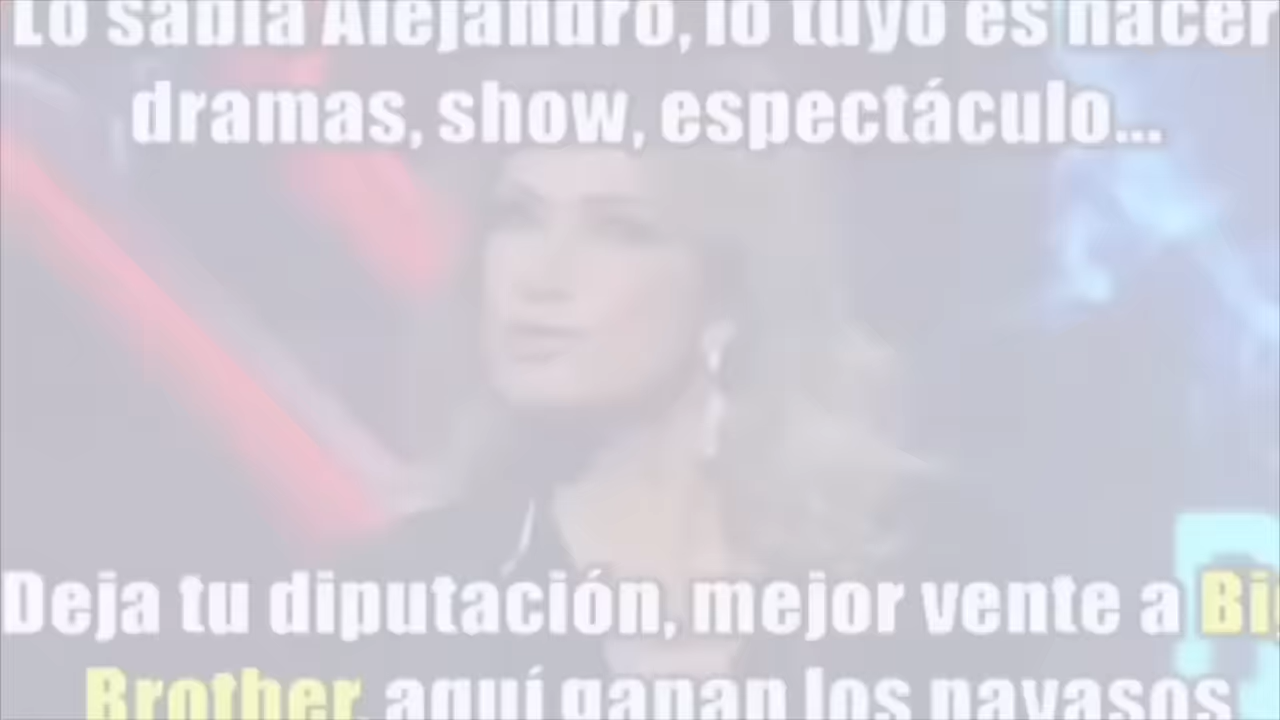 Lo sabía Alejandro, lo tuyo es hacer
dramas, show, espectáculo...
Deja tu diputación, mejor vente a Big
Brother, aquí ganan los payasos